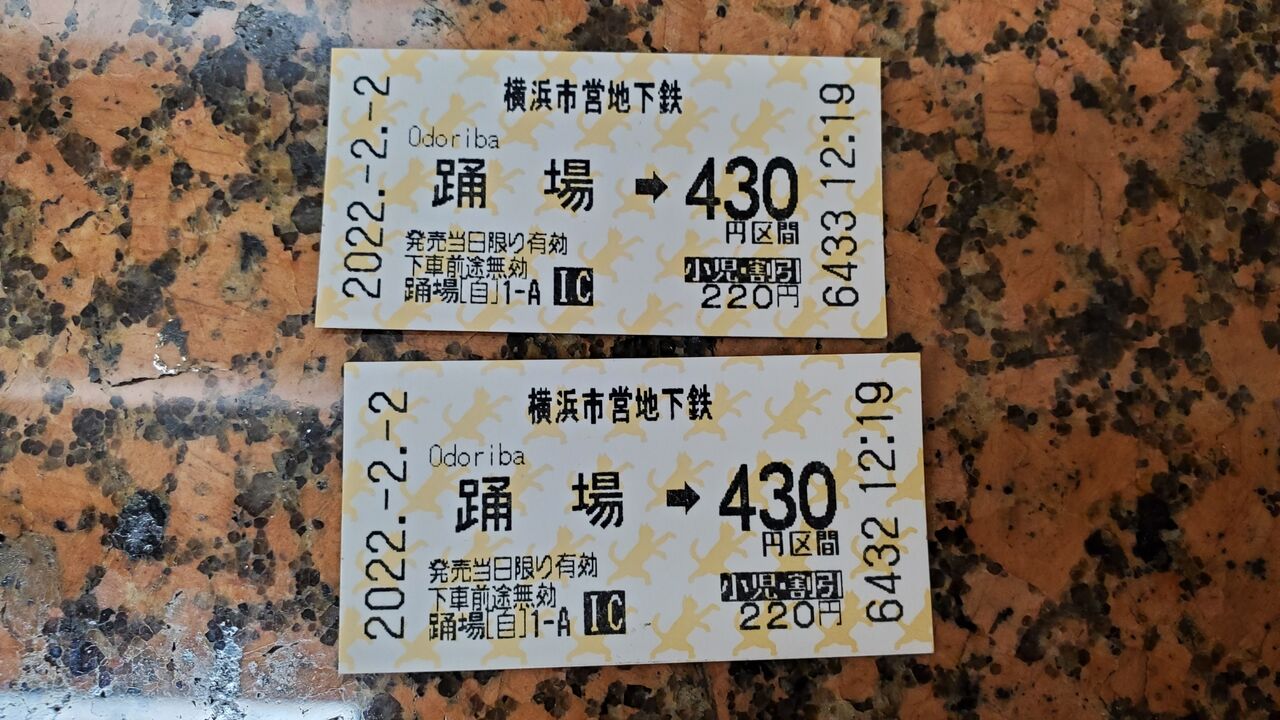 横浜市営地下鉄
2022.-2.-2
Odoriba
踊場➡430
円区間
発売当日限り有効
下車前途無効
踊場[自]1-A IC
小児・割引
220円
6433 12:19
横浜市営地下鉄
2022.-2.-2
Odoriba
踊場➡430
円区間
発売当日限り有効
下車前途無効
踊場[自]1-A IC
小児・割引
220円
6432 12:19